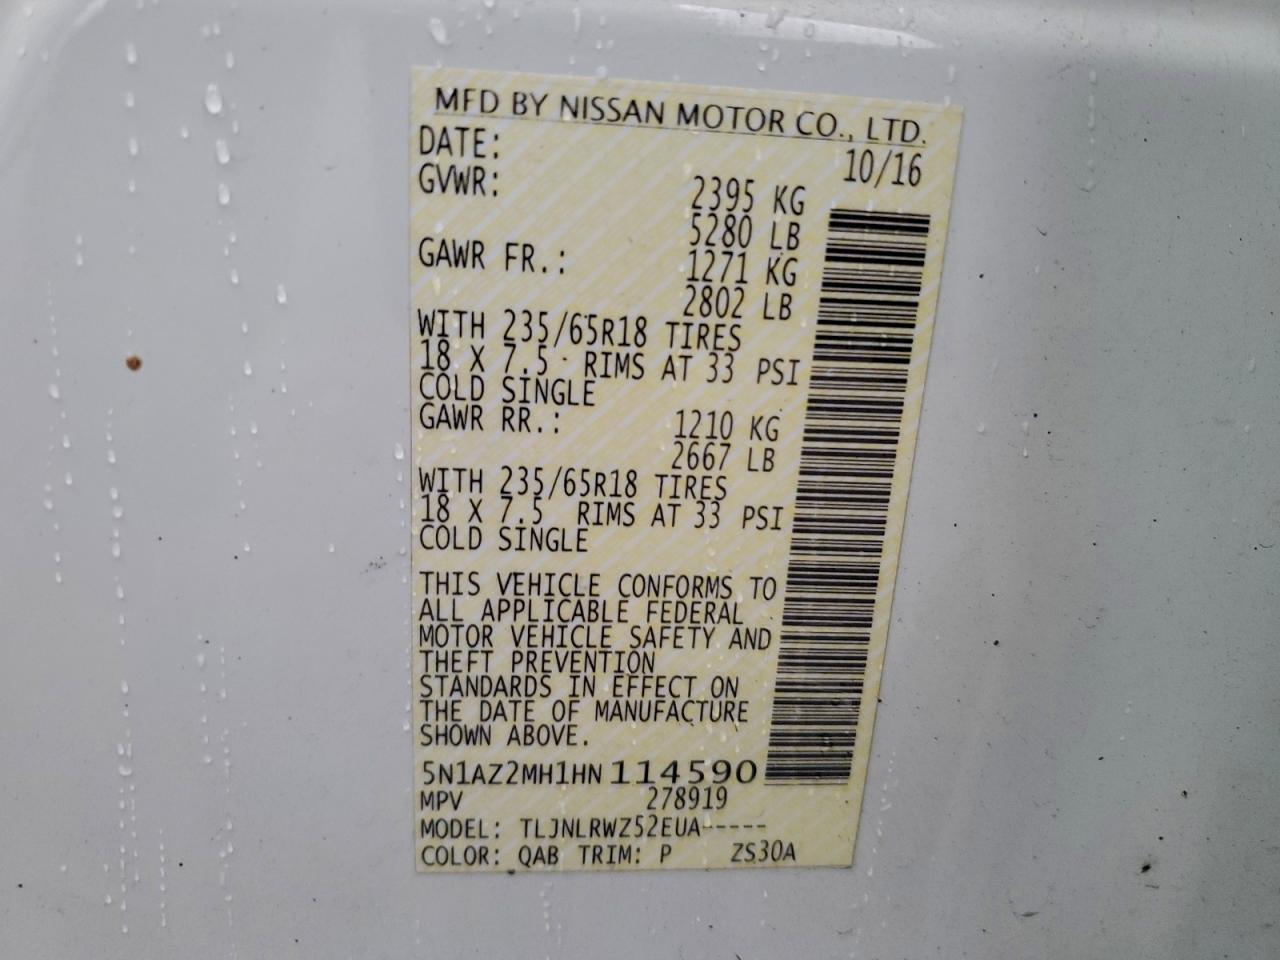 MFD BY NISSAN MOTOR CO., LTD.
DATE: 10/16
GVWR: 2395 KG
5280 LB
GAWR FR.: 1271 KG
2802 LB
WITH 235/65R18 TIRES
18 X 7.5 RIMS AT 33 PSI
COLD SINGLE
GAWR RR.: 1210 KG
2667 LB
WITH 235/65R18 TIRES
18 X 7.5 RIMS AT 33 PSI
COLD SINGLE
THIS VEHICLE CONFORMS TO
ALL APPLICABLE FEDERAL
MOTOR VEHICLE SAFETY AND
THEFT PREVENTION
STANDARDS IN EFFECT ON
THE DATE OF MANUFACTURE
SHOWN ABOVE.
5N1AZ2MH1HN114590
MPV 278919
MODEL: TLJNLRWZ52EUA-----
COLOR: QAB TRIM: P ZS30A